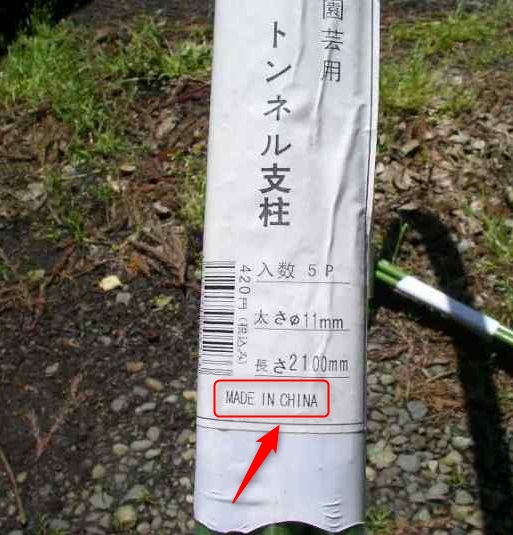 園芸用
トンネル支柱
入数 5P
太さφ11mm
長さ2100mm
420円(税込み)
MADE IN CHINA